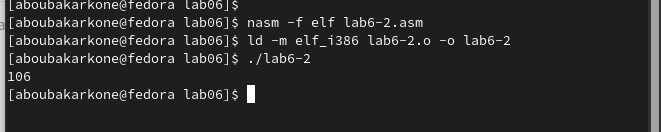 [aboubakarkone@fedora lab06]$
[aboubakarkone@fedora lab06]$ nasm -f elf lab6-2.asm
[aboubakarkone@fedora lab06]$ ld -m elf_i386 lab6-2.o -o lab6-2
[aboubakarkone@fedora lab06]$ ./lab6-2
106
[aboubakarkone@fedora lab06]$